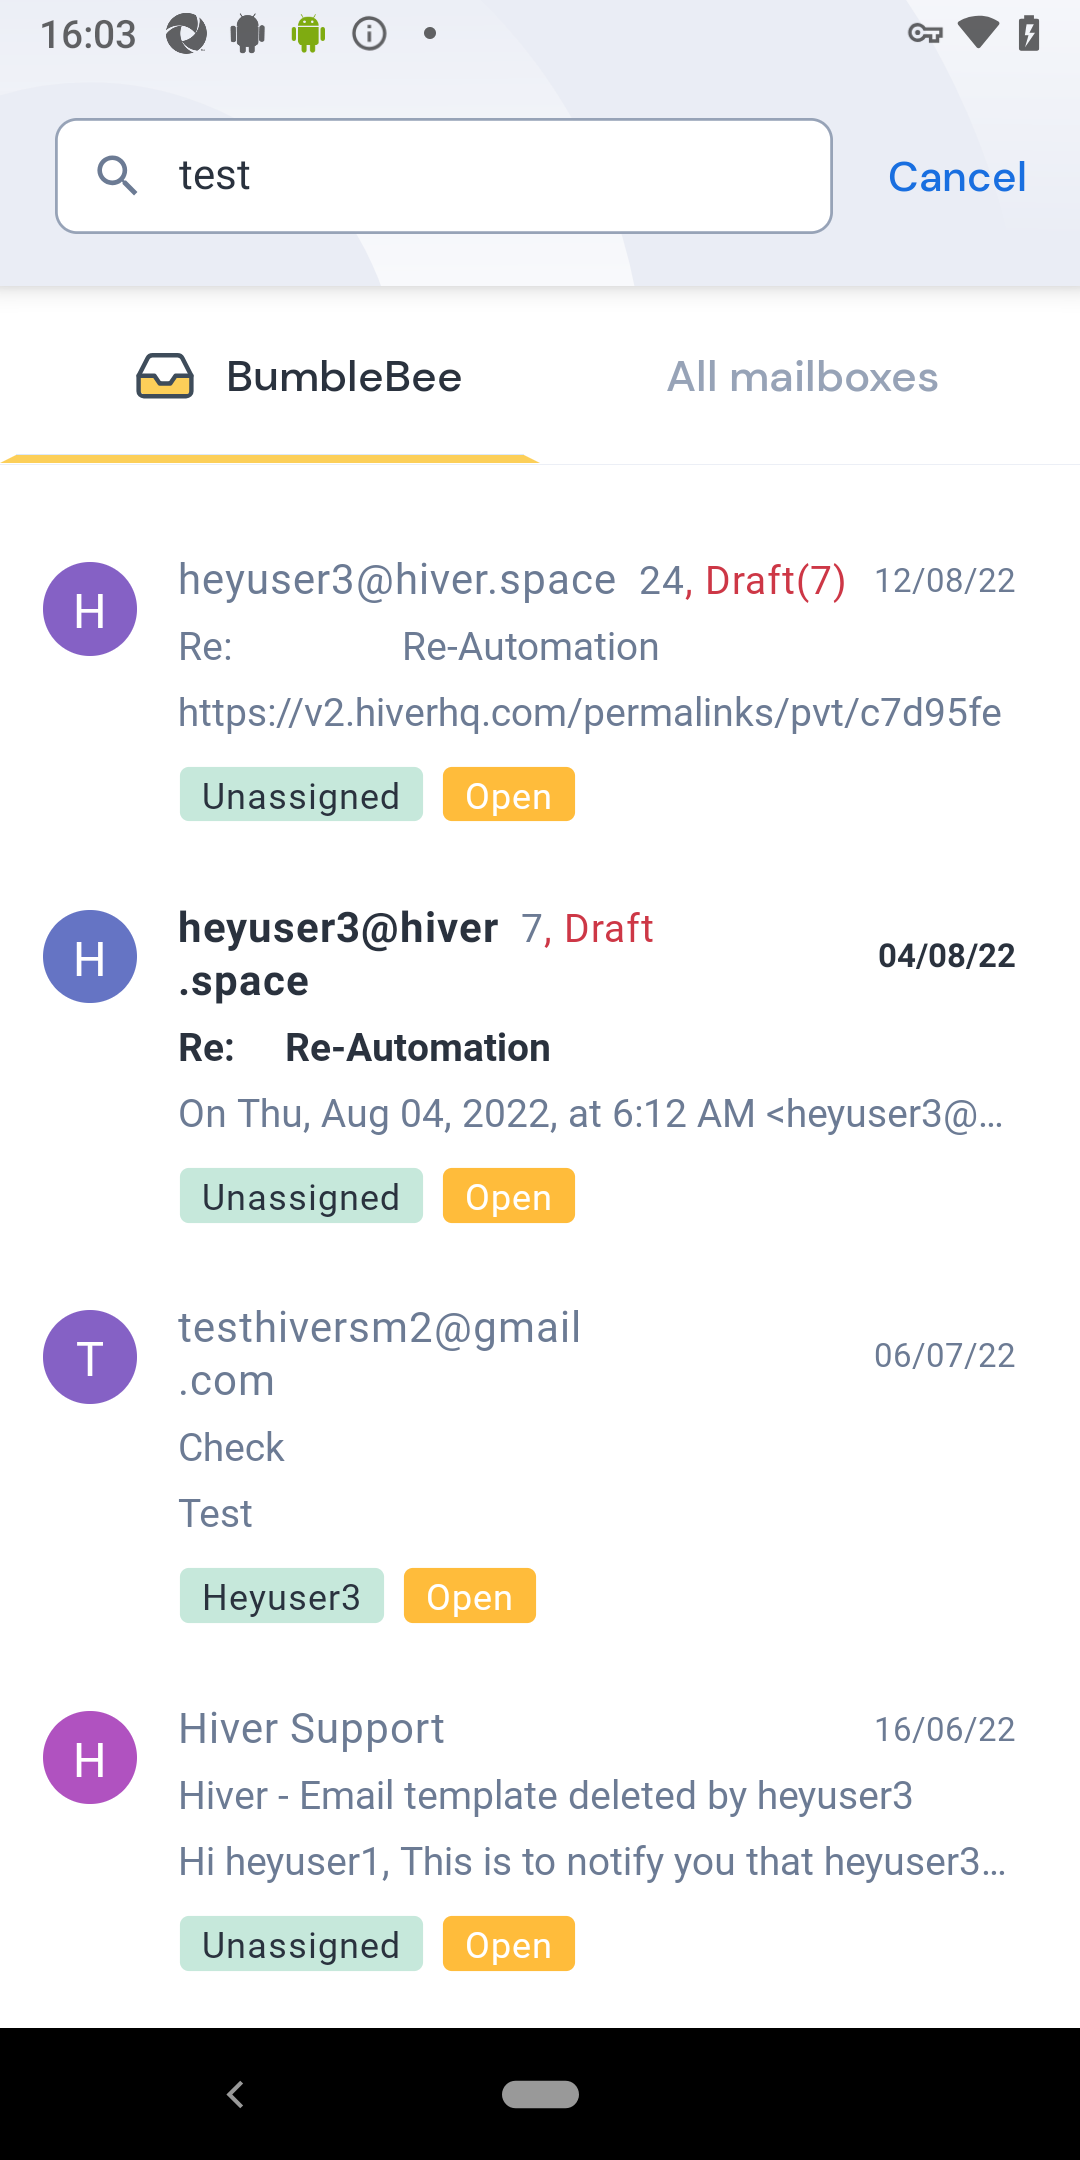 16:03
test
Cancel
BumbleBee
All mailboxes
H
heyuser3@hiver.space 24, Draft(7) 12/08/22
Re: Re-Automation
https://v2.hiverhq.com/permalinks/pvt/c7d95fe
Unassigned Open
H
heyuser3@hiver 7, Draft
.space
04/08/22
Re: Re-Automation
On Thu, Aug 04, 2022, at 6:12 AM <heyuser3@...
Unassigned Open
T
testhiversm2@gmail
.com
06/07/22
Check
Test
Heyuser3 Open
H
Hiver Support 16/06/22
Hiver - Email template deleted by heyuser3
Hi heyuser1, This is to notify you that heyuser3...
Unassigned Open